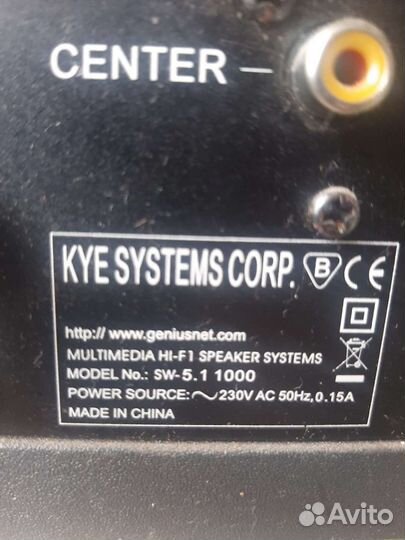 CENTER –
KYE SYSTEMS CORP. B CE
http:// www.geniusnet.com
MULTIMEDIA HI-F1 SPEAKER SYSTEMS
MODEL No.: SW-5.1 1000
POWER SOURCE: ～230V AC 50Hz, 0.15A
MADE IN CHINA
Avito